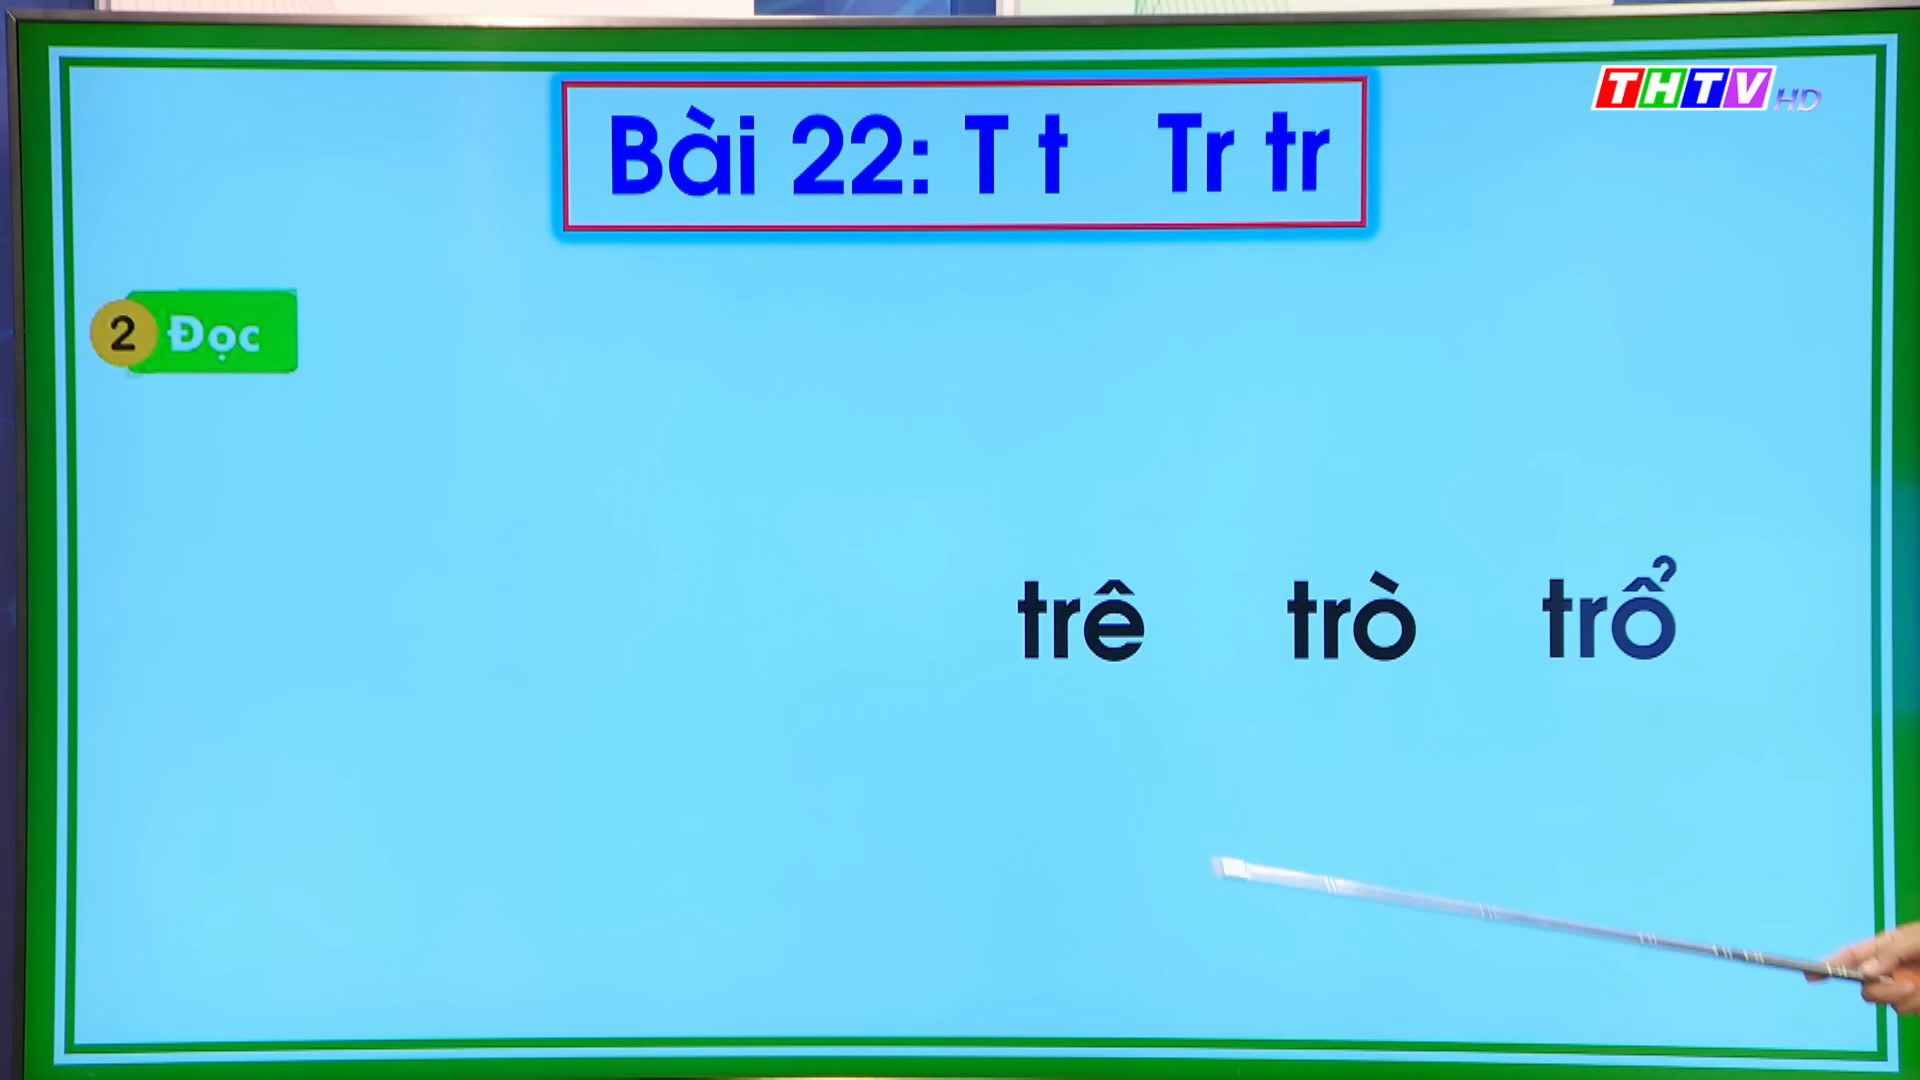 THTV HD
Bài 22: T t Tr tr
2 Đọc
trê trò trổ